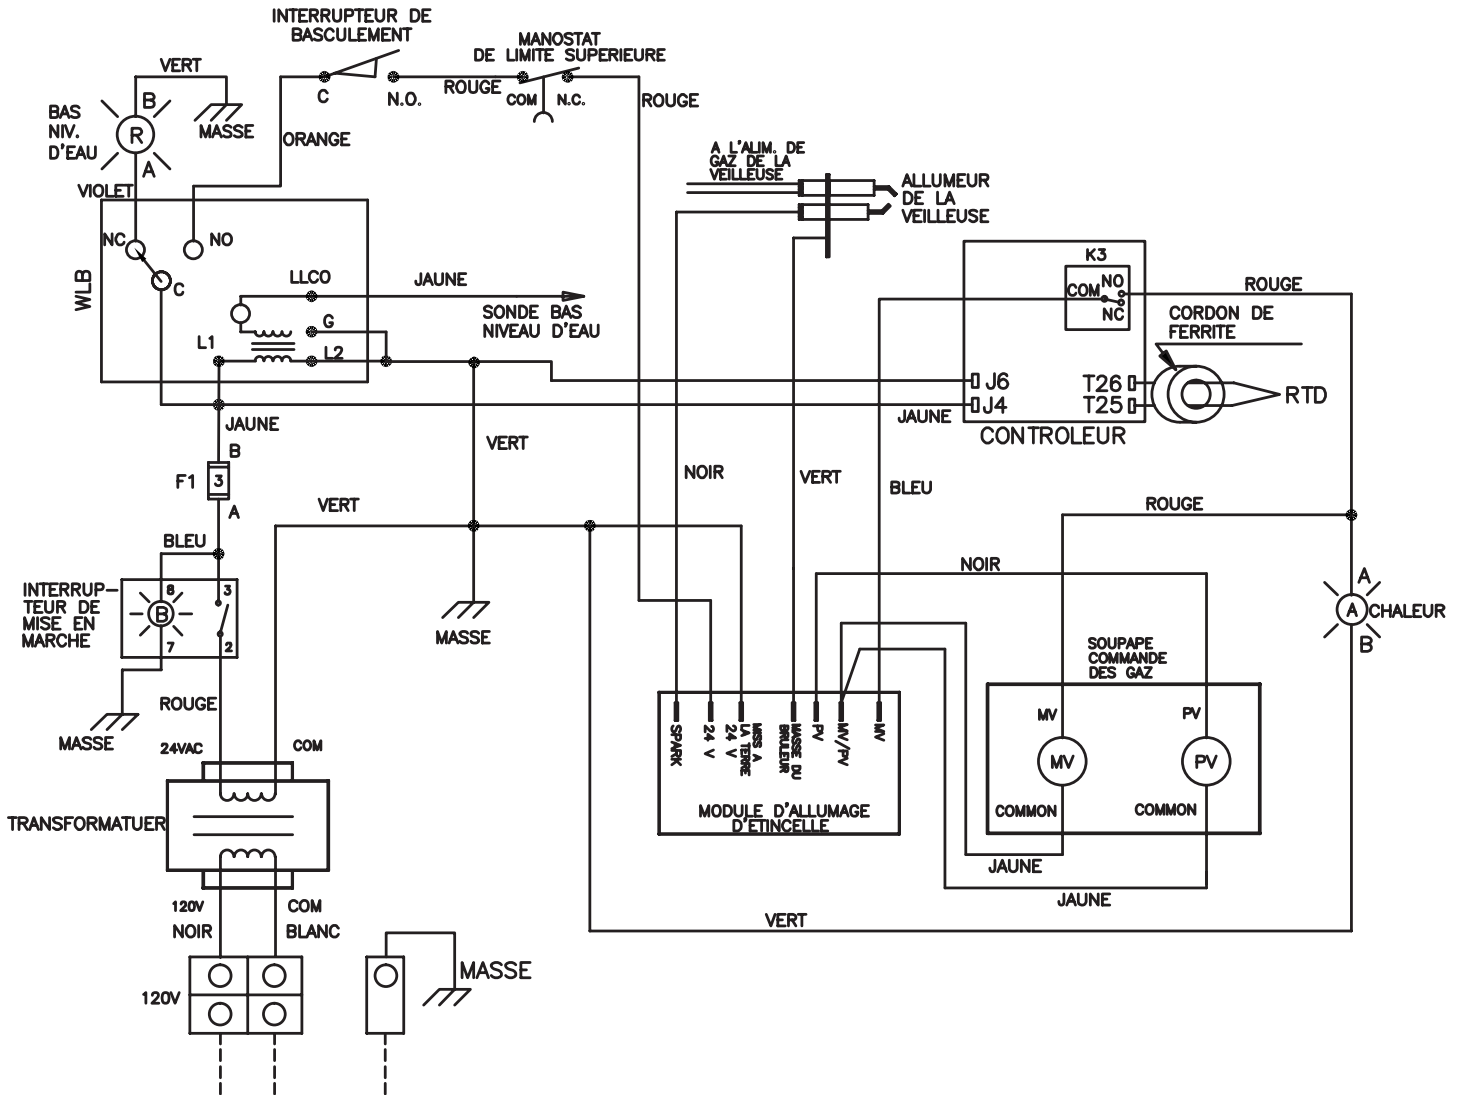 INTERRUPTEUR DE
BASCULEMENT
MANOSTAT
DE LIMITE SUPERIEURE
VERT
B
BAS
NIV.
D'EAU
R
A
MASSE
C
N.O.
ROUGE
COM
N.C.
ROUGE
ORANGE
VIOLET
A L'ALIM. DE
GAZ DE LA
VEILLEUSE
ALLUMEUR
DE LA
VEILLEUSE
NC
NO
C
WLB
LLCO
JAUNE
SONDE BAS
NIVEAU D'EAU
G
L1
L2
K3
NO
COM
NC
ROUGE
CORDON DE
FERRITE
J6
J4
T26
T25
RTD
JAUNE
CONTROLEUR
JAUNE
B
F1
3
A
VERT
NOIR
VERT
BLEU
VERT
ROUGE
BLEU
NOIR
INTERRUP-
TEUR DE
MISE EN
MARCHE
8
3
B
7
2
MASSE
A
A
CHALEUR
B
SOUPAPE
COMMANDE
DES GAZ
ROUGE
MASSE
24VAC
COM
MV
PV
SPARK
24 V
24 V
LA TERRE
MISS A
MASSE DU
BRULEUR
PV
MV/PV
MV
MV
PV
TRANSFORMATUER
MODULE D'ALLUMAGE
D'ETINCELLE
COMMON
COMMON
JAUNE
JAUNE
120V
COM
NOIR
BLANC
VERT
MASSE
120V